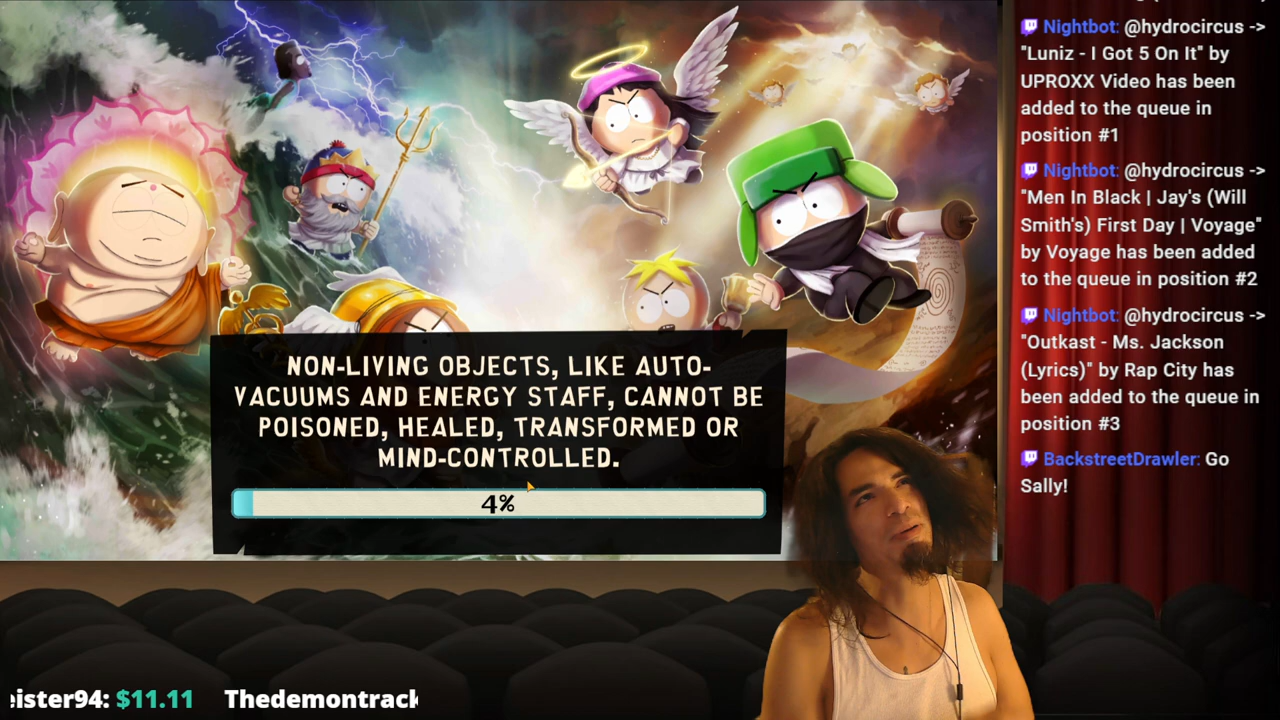 NON-LIVING OBJECTS, LIKE AUTO-
VACUUMS AND ENERGY STAFF, CANNOT BE
POISONED, HEALED, TRANSFORMED OR
MIND-CONTROLLED.
4%
Nightbot: @hydrocircus ->
"Luniz - I Got 5 On It" by
UPROXX Video has been
added to the queue in
position #1
Nightbot: @hydrocircus ->
"Men In Black | Jay's (Will
Smith's) First Day | Voyage"
by Voyage has been added
to the queue in position #2
Nightbot: @hydrocircus ->
"Outkast - Ms. Jackson
(Lyrics)" by Rap City has
been added to the queue in
position #3
BackstreetDrawler: Go
Sally!
ister94: $11.11 Thedemontrack